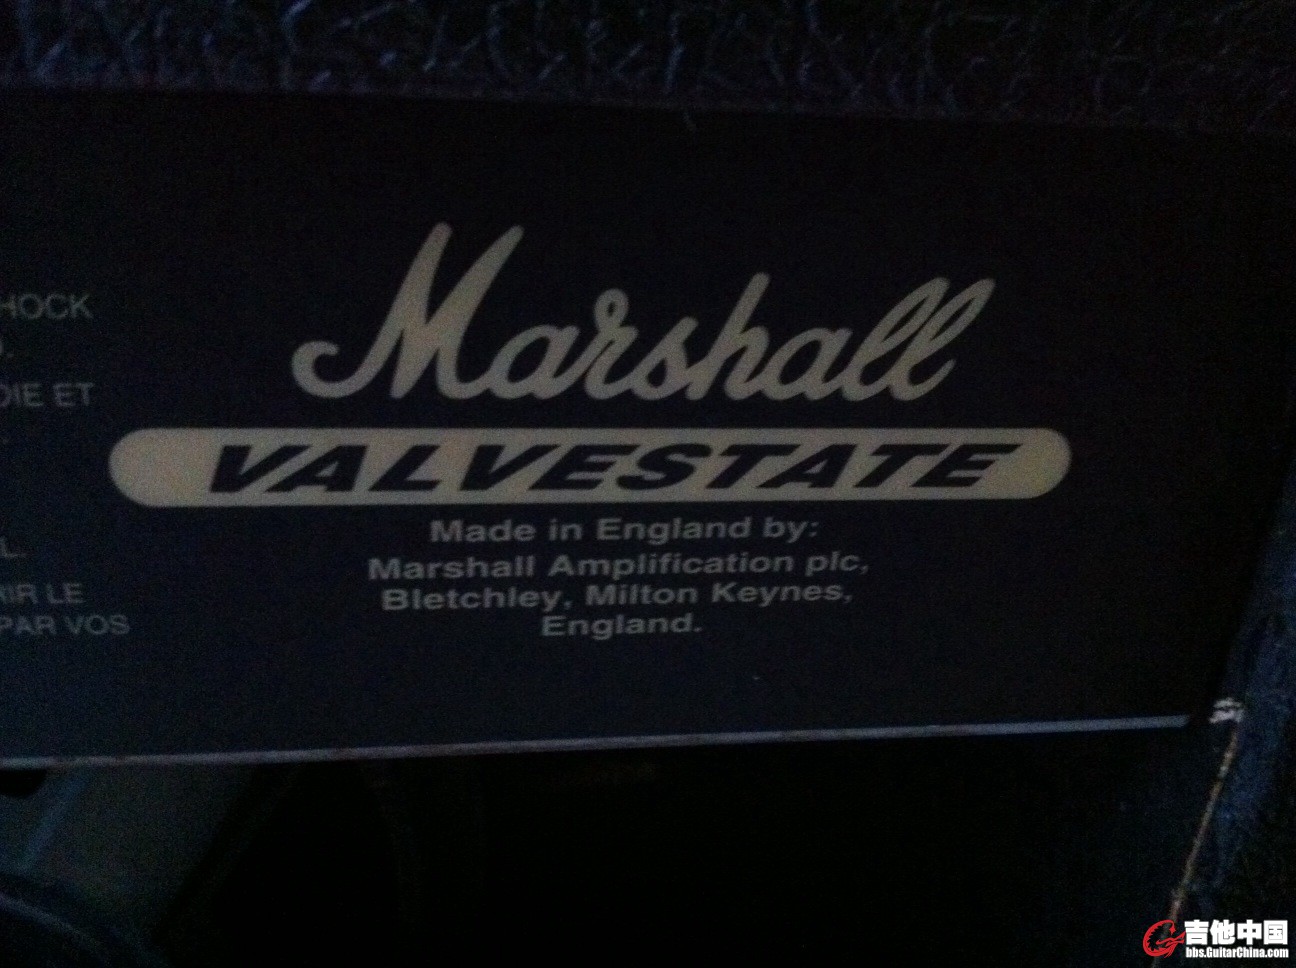 HOCK
DIE ET
L.
IR LE
PAR VOS
Marshall
VALVESTATE
Made in England by:
Marshall Amplification plc,
Bletchley, Milton Keynes,
England.
吉他中国
bbs.GuitarChina.com